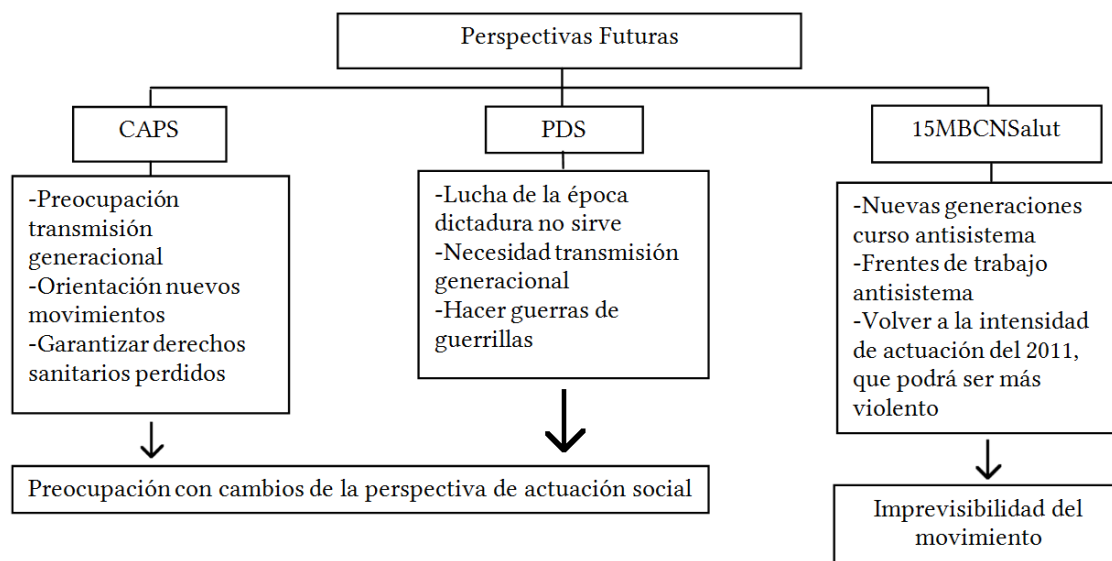 Perspectivas Futuras
CAPS
-Preocupación
transmisión
generacional
-Orientación nuevos
movimientos
-Garantizar derechos
sanitarios perdidos
PDS
-Lucha de la época
dictadura no sirve
-Necesidad transmisión
generacional
-Hacer guerras de
guerrillas
15MBCNSalut
-Nuevas generaciones
curso antisistema
-Frentes de trabajo
antisistema
-Volver a la intensidad
de actuación del 2011,
que podrá ser más
violento
Preocupación con cambios de la perspectiva de actuación social
Imprevisibilidad del
movimiento